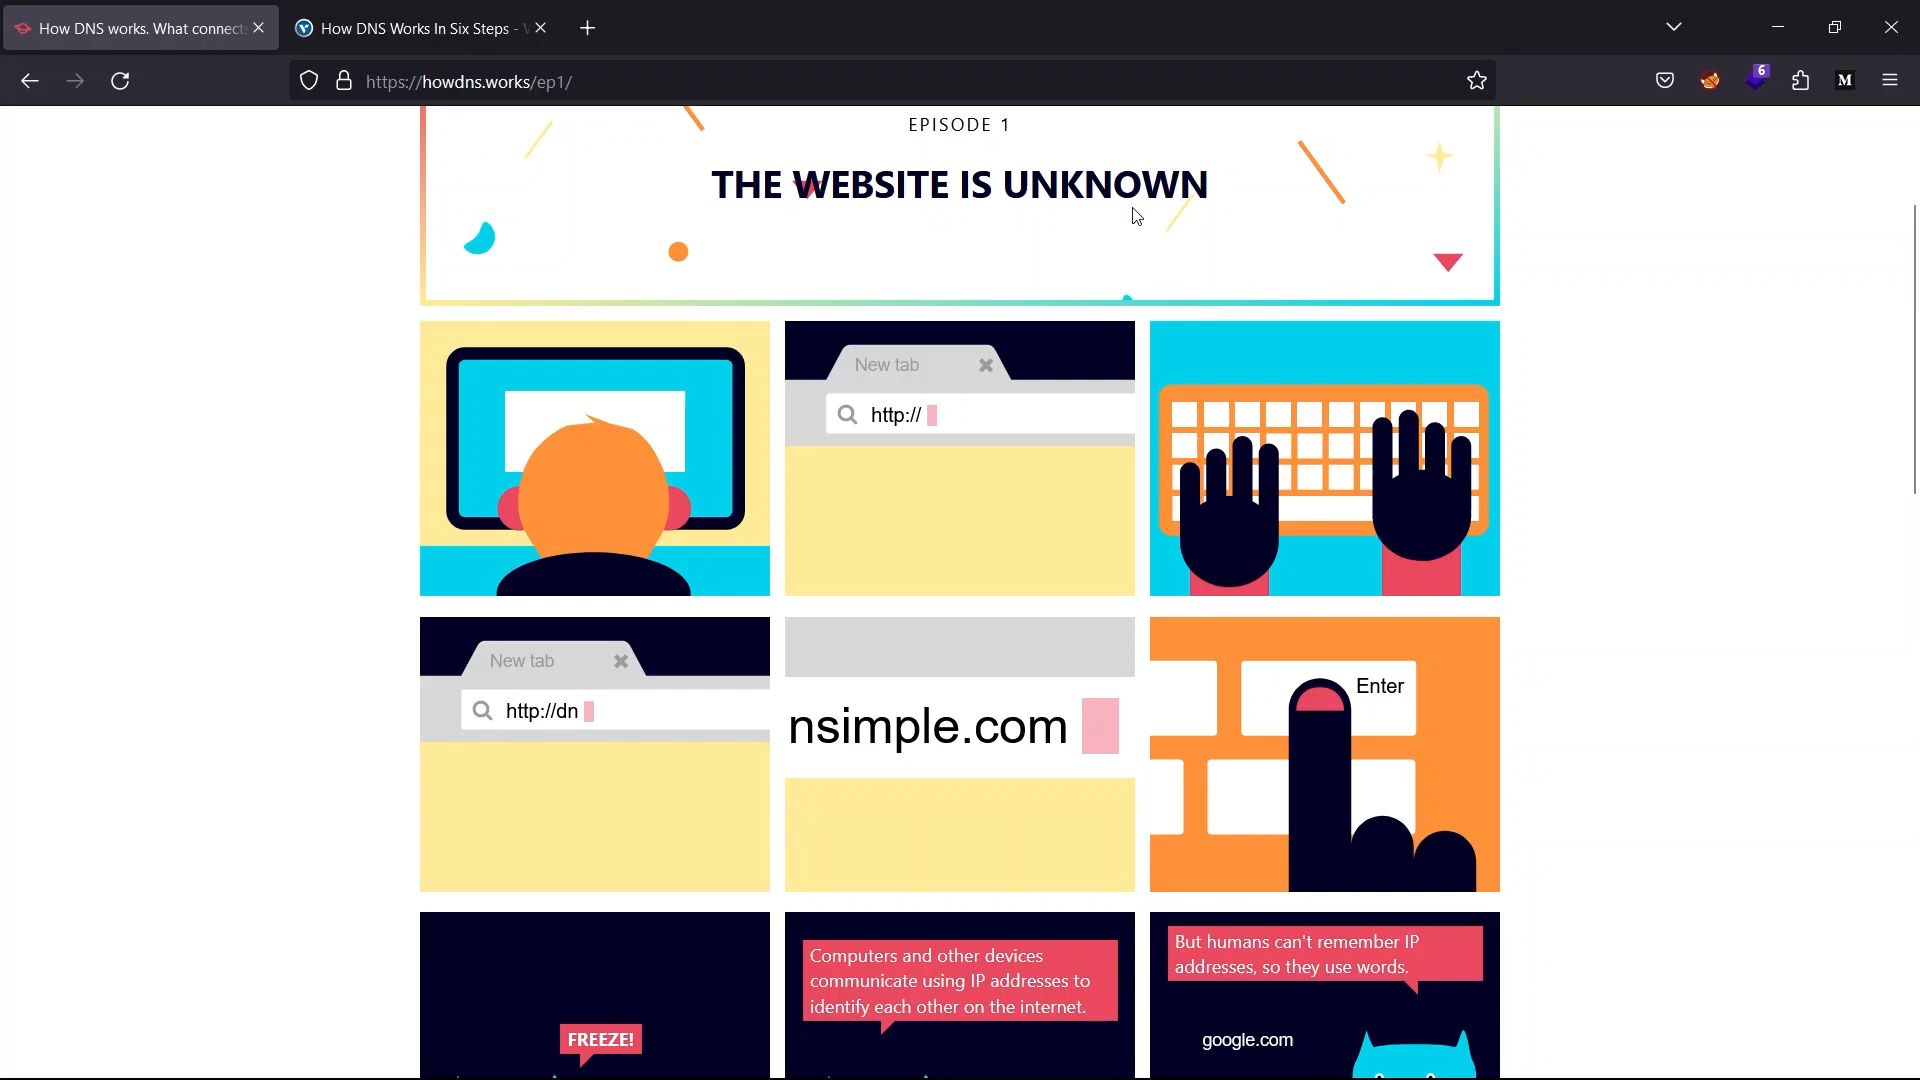 How DNS works. What connects
How DNS Works In Six Steps -
6
https://howdns.works/ep1/
M
EPISODE 1
THE WEBSITE IS UNKNOWN
New tab
http://
New tab
http://dn
nsimple.com
Enter
FREEZE!
Computers and other devices
communicate using IP addresses to
identify each other on the internet.
But humans can't remember IP
addresses, so they use words.
google.com